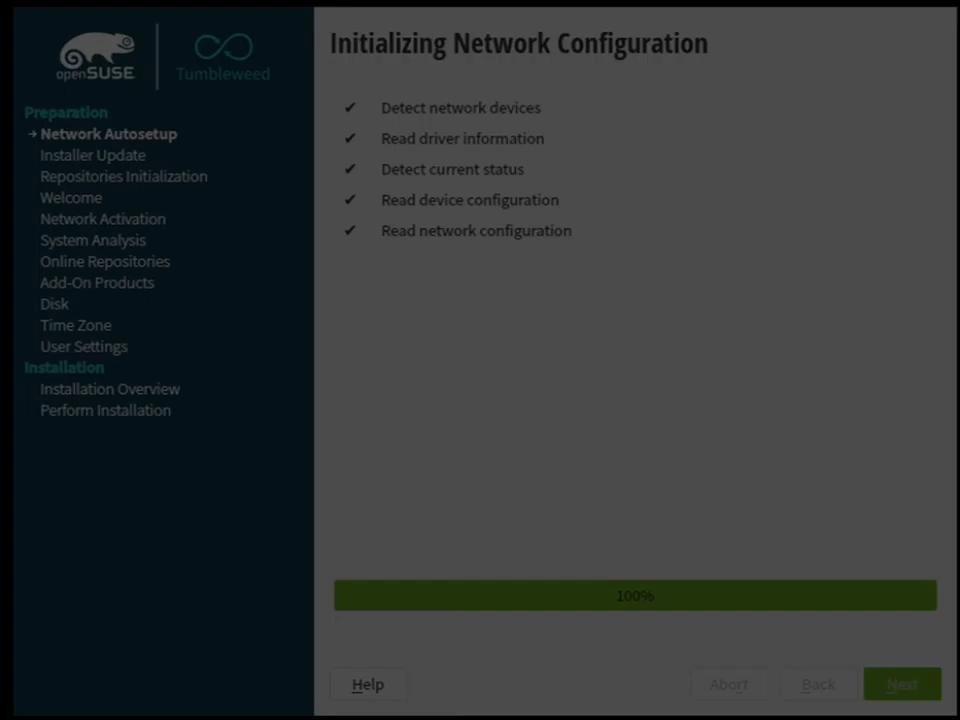 openSUSE
Tumbleweed
Preparation
Network Autosetup
Installer Update
Repositories Initialization
Welcome
Network Activation
System Analysis
Online Repositories
Add-On Products
Disk
Time Zone
User Settings
Installation
Installation Overview
Perform Installation
Initializing Network Configuration
✔ Detect network devices
✔ Read driver information
✔ Detect current status
✔ Read device configuration
✔ Read network configuration
100%
Help
Abort
Back
Next